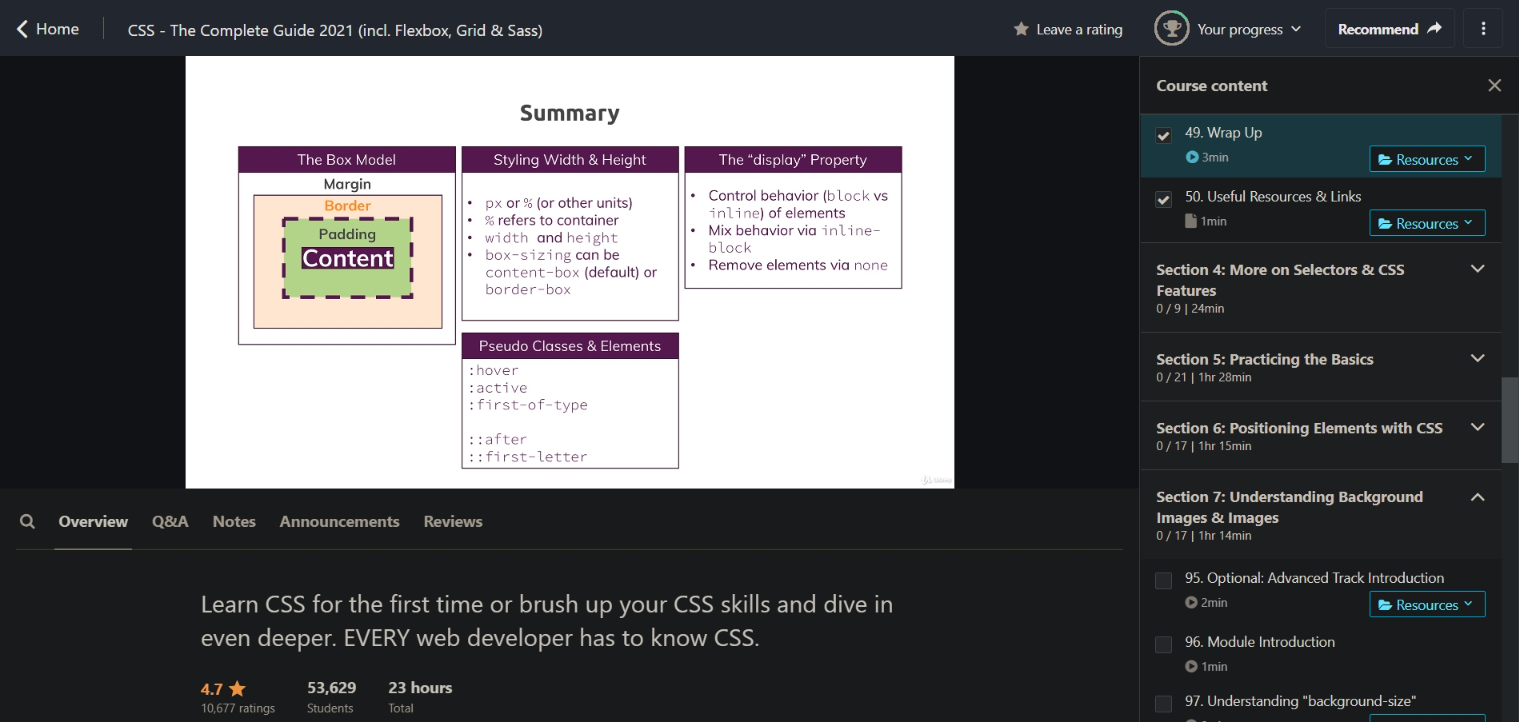 Home
CSS - The Complete Guide 2021 (incl. Flexbox, Grid & Sass)
Leave a rating
Your progress
Recommend
Summary
The Box Model
Margin
Border
Padding
Content
Styling Width & Height
• px or % (or other units)
• % refers to container
• width and height
• box-sizing can be
content-box (default) or
border-box
The “display” Property
• Control behavior (block vs
inline) of elements
• Mix behavior via inline-
block
• Remove elements via none
Pseudo Classes & Elements
:hover
:active
:first-of-type
::after
::first-letter
Overview
Q&A
Notes
Announcements
Reviews
Learn CSS for the first time or brush up your CSS skills and dive in
even deeper. EVERY web developer has to know CSS.
4.7
10,677 ratings
53,629
Students
23 hours
Total
Course content
49. Wrap Up
3min
Resources
50. Useful Resources & Links
1min
Resources
Section 4: More on Selectors & CSS
Features
0 / 9 | 24min
Section 5: Practicing the Basics
0 / 21 | 1hr 28min
Section 6: Positioning Elements with CSS
0 / 17 | 1hr 15min
Section 7: Understanding Background
Images & Images
0 / 17 | 1hr 14min
95. Optional: Advanced Track Introduction
2min
Resources
96. Module Introduction
1min
97. Understanding "background-size"